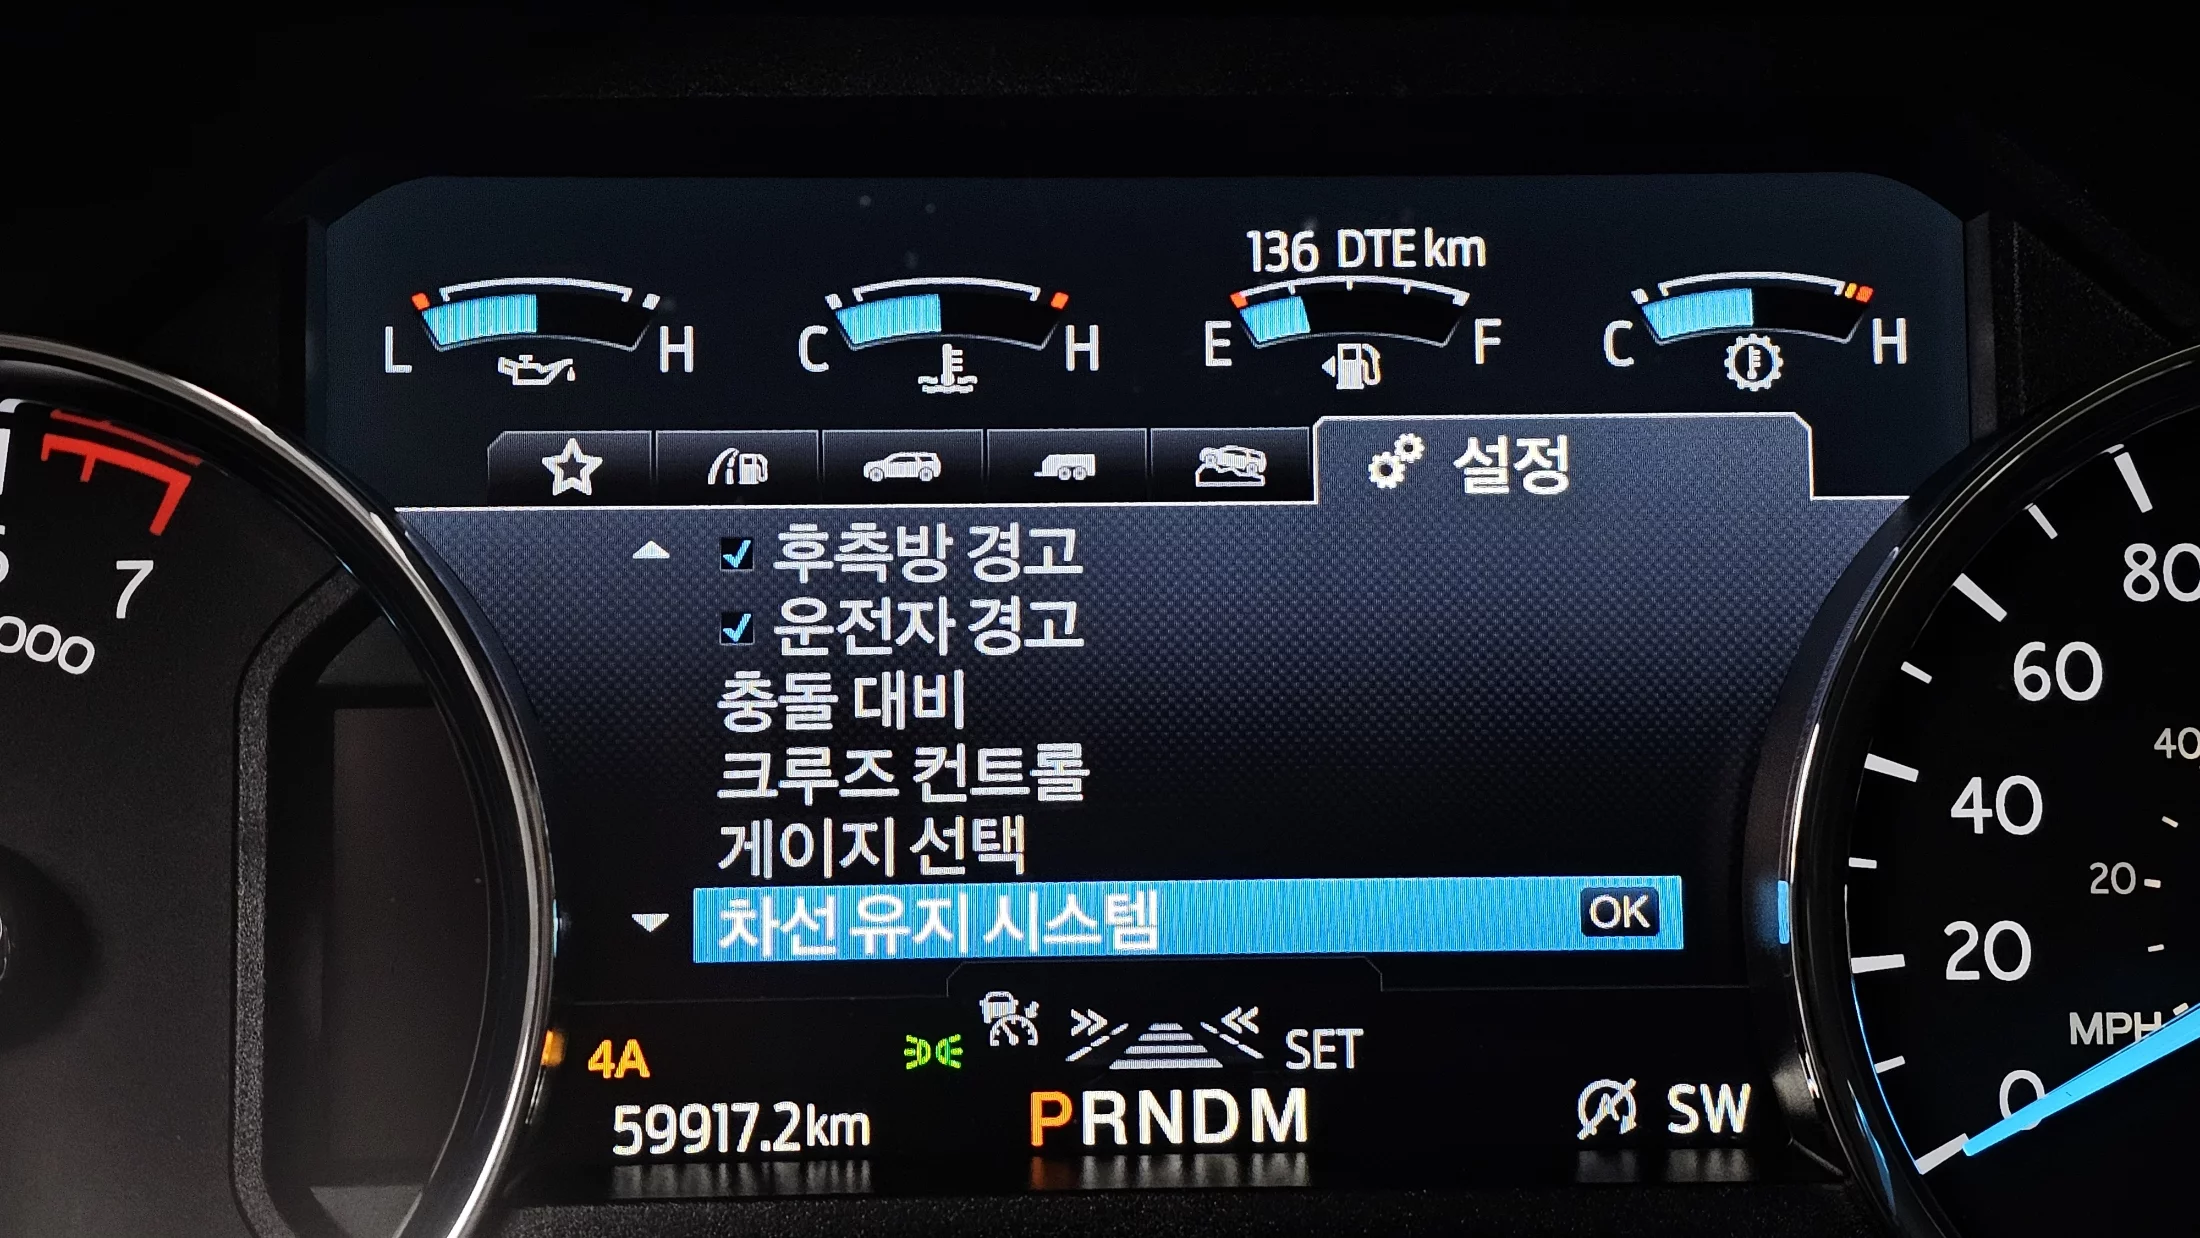 136 DTE km
L H C H E F C H
설정
후측방 경고
운전자 경고
충돌 대비
크루즈 컨트롤
게이지 선택
차선 유지 시스템 OK
4A
SET
59917.2km
PRNDM
SW
7
000
80
60
40
40
20
20
MPH
0